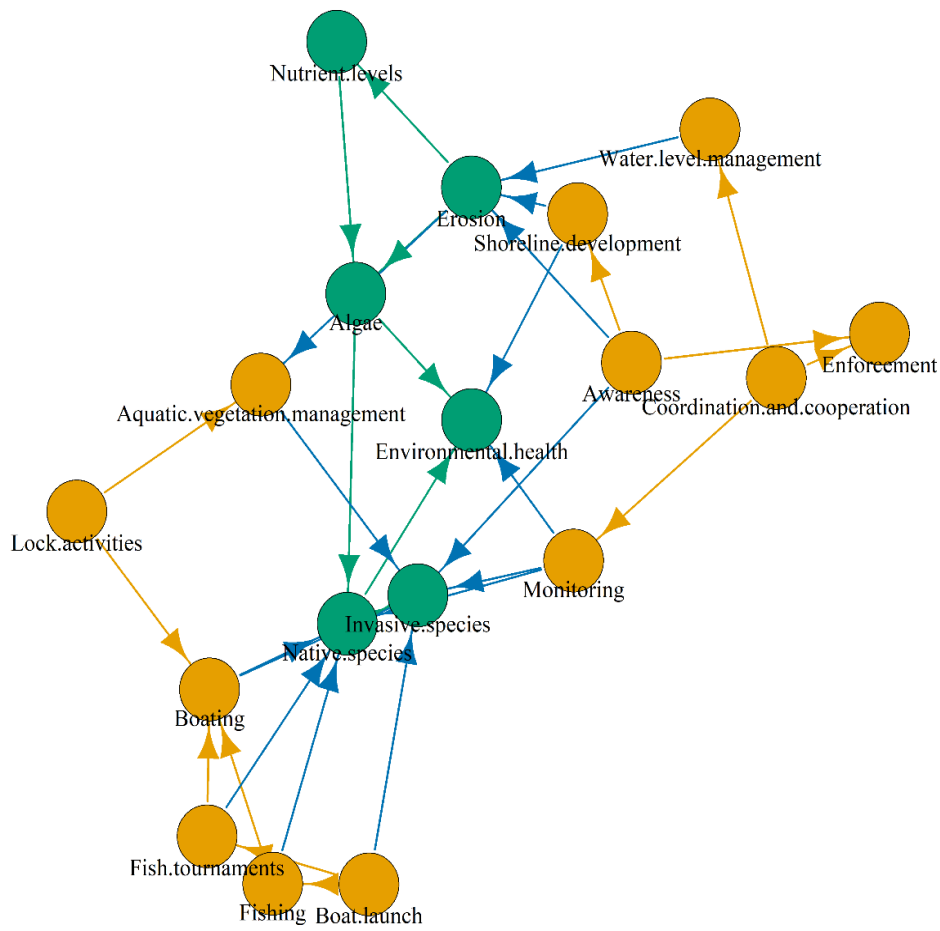 Nutrient.levels
Water.level.management
Erosion
Shoreline.development
Algae
Enforcement
Awareness
Coordination.and.cooperation
Aquatic.vegetation.management
Environmental.health
Lock.activities
Monitoring
Invasive.species
Native.species
Boating
Fish.tournaments
Fishing
Boat.launch